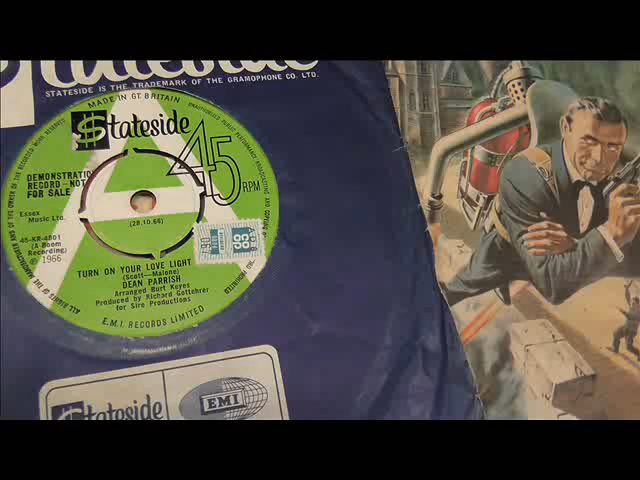 Stateside
STATESIDE IS THE TRADEMARK OF THE GRAMOPHONE CO. LTD.
MADE IN GT. BRITAIN
Stateside
45
RPM
DEMONSTRATION
RECORD - NOT
FOR SALE
Essex
Music Ltd.
(28.10.66)
45-KR-4801
(A Boom
Recording)
℗ 1966
TURN ON YOUR LOVE LIGHT
(Scott—Malone)
DEAN PARRISH
Arranged Burt Keyes
Produced by Richard Gottehrer
for Sire Productions
E.M.I. RECORDS LIMITED
Stateside
EMI